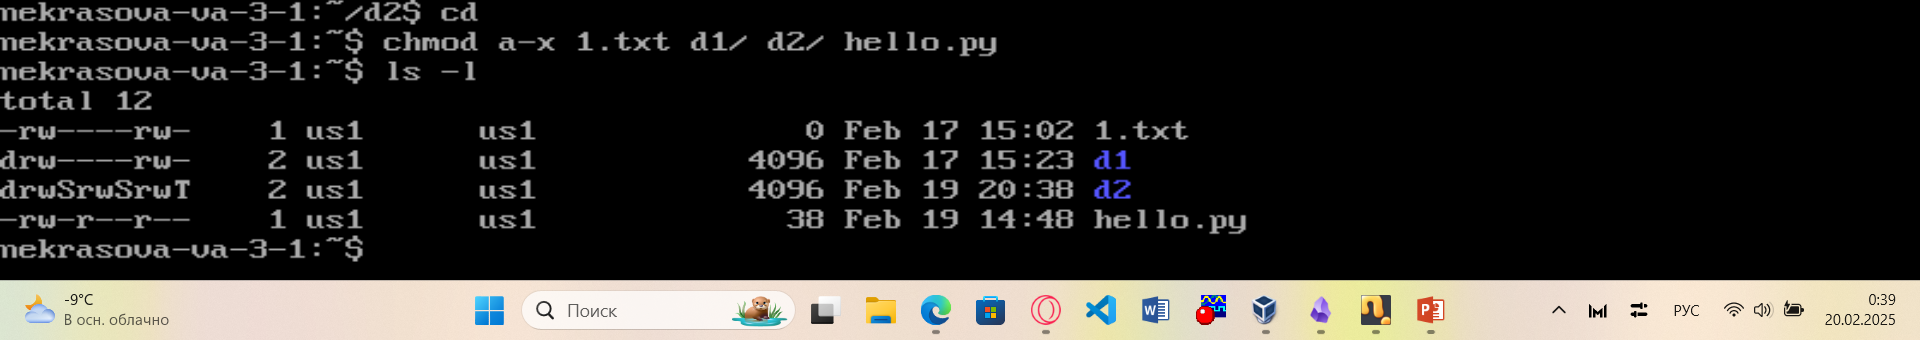 mekrasova-va-3-1:~/d2$ cd
mekrasova-va-3-1:~$ chmod a-x 1.txt d1/ d2/ hello.py
mekrasova-va-3-1:~$ ls -l
total 12
-rw----rw- 1 us1 us1 0 Feb 17 15:02 1.txt
drw----rw- 2 us1 us1 4096 Feb 17 15:23 d1
drwSrwSrwT 2 us1 us1 4096 Feb 19 20:38 d2
-rw-r--r-- 1 us1 us1 38 Feb 19 14:48 hello.py
mekrasova-va-3-1:~$
-9°C
В осн. облачно
Поиск
РУС
0:39
20.02.2025